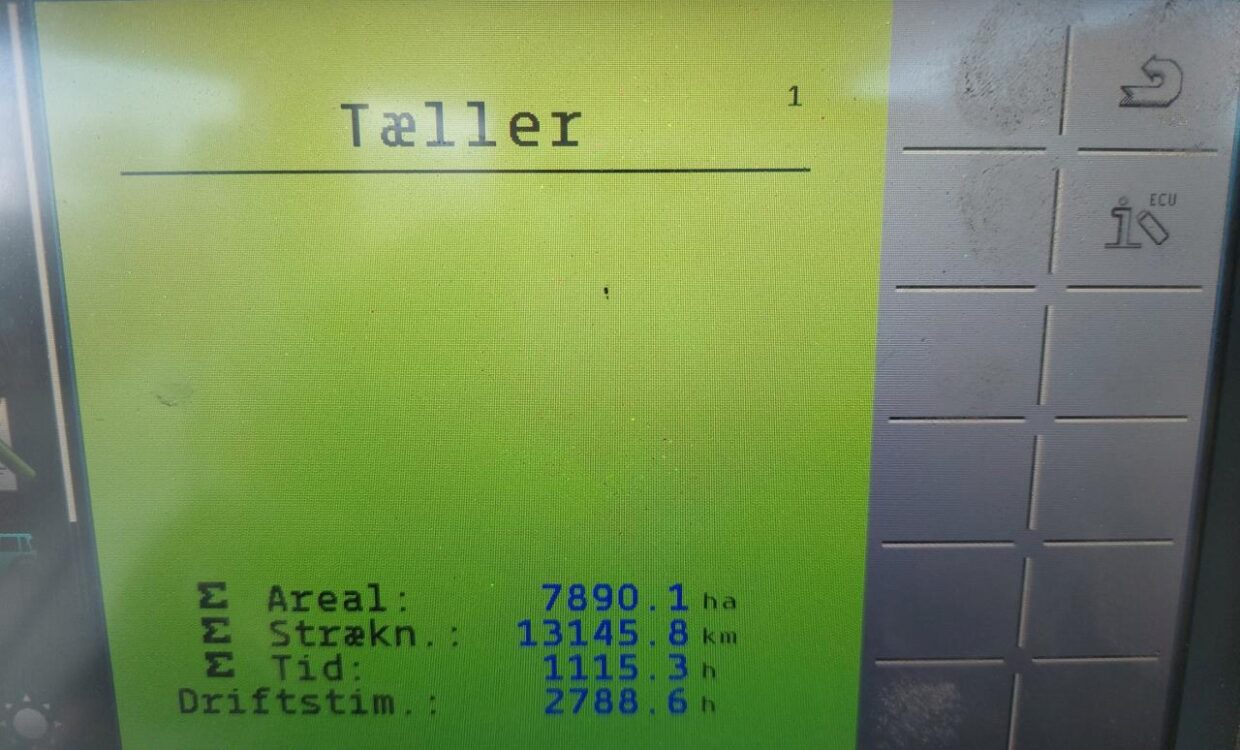 Tæller
1
ECU
Σ Areal: 7890.1 ha
Σ Strækn.: 13145.8 km
Σ Tid: 1115.3 h
Driftstim.: 2788.6 h